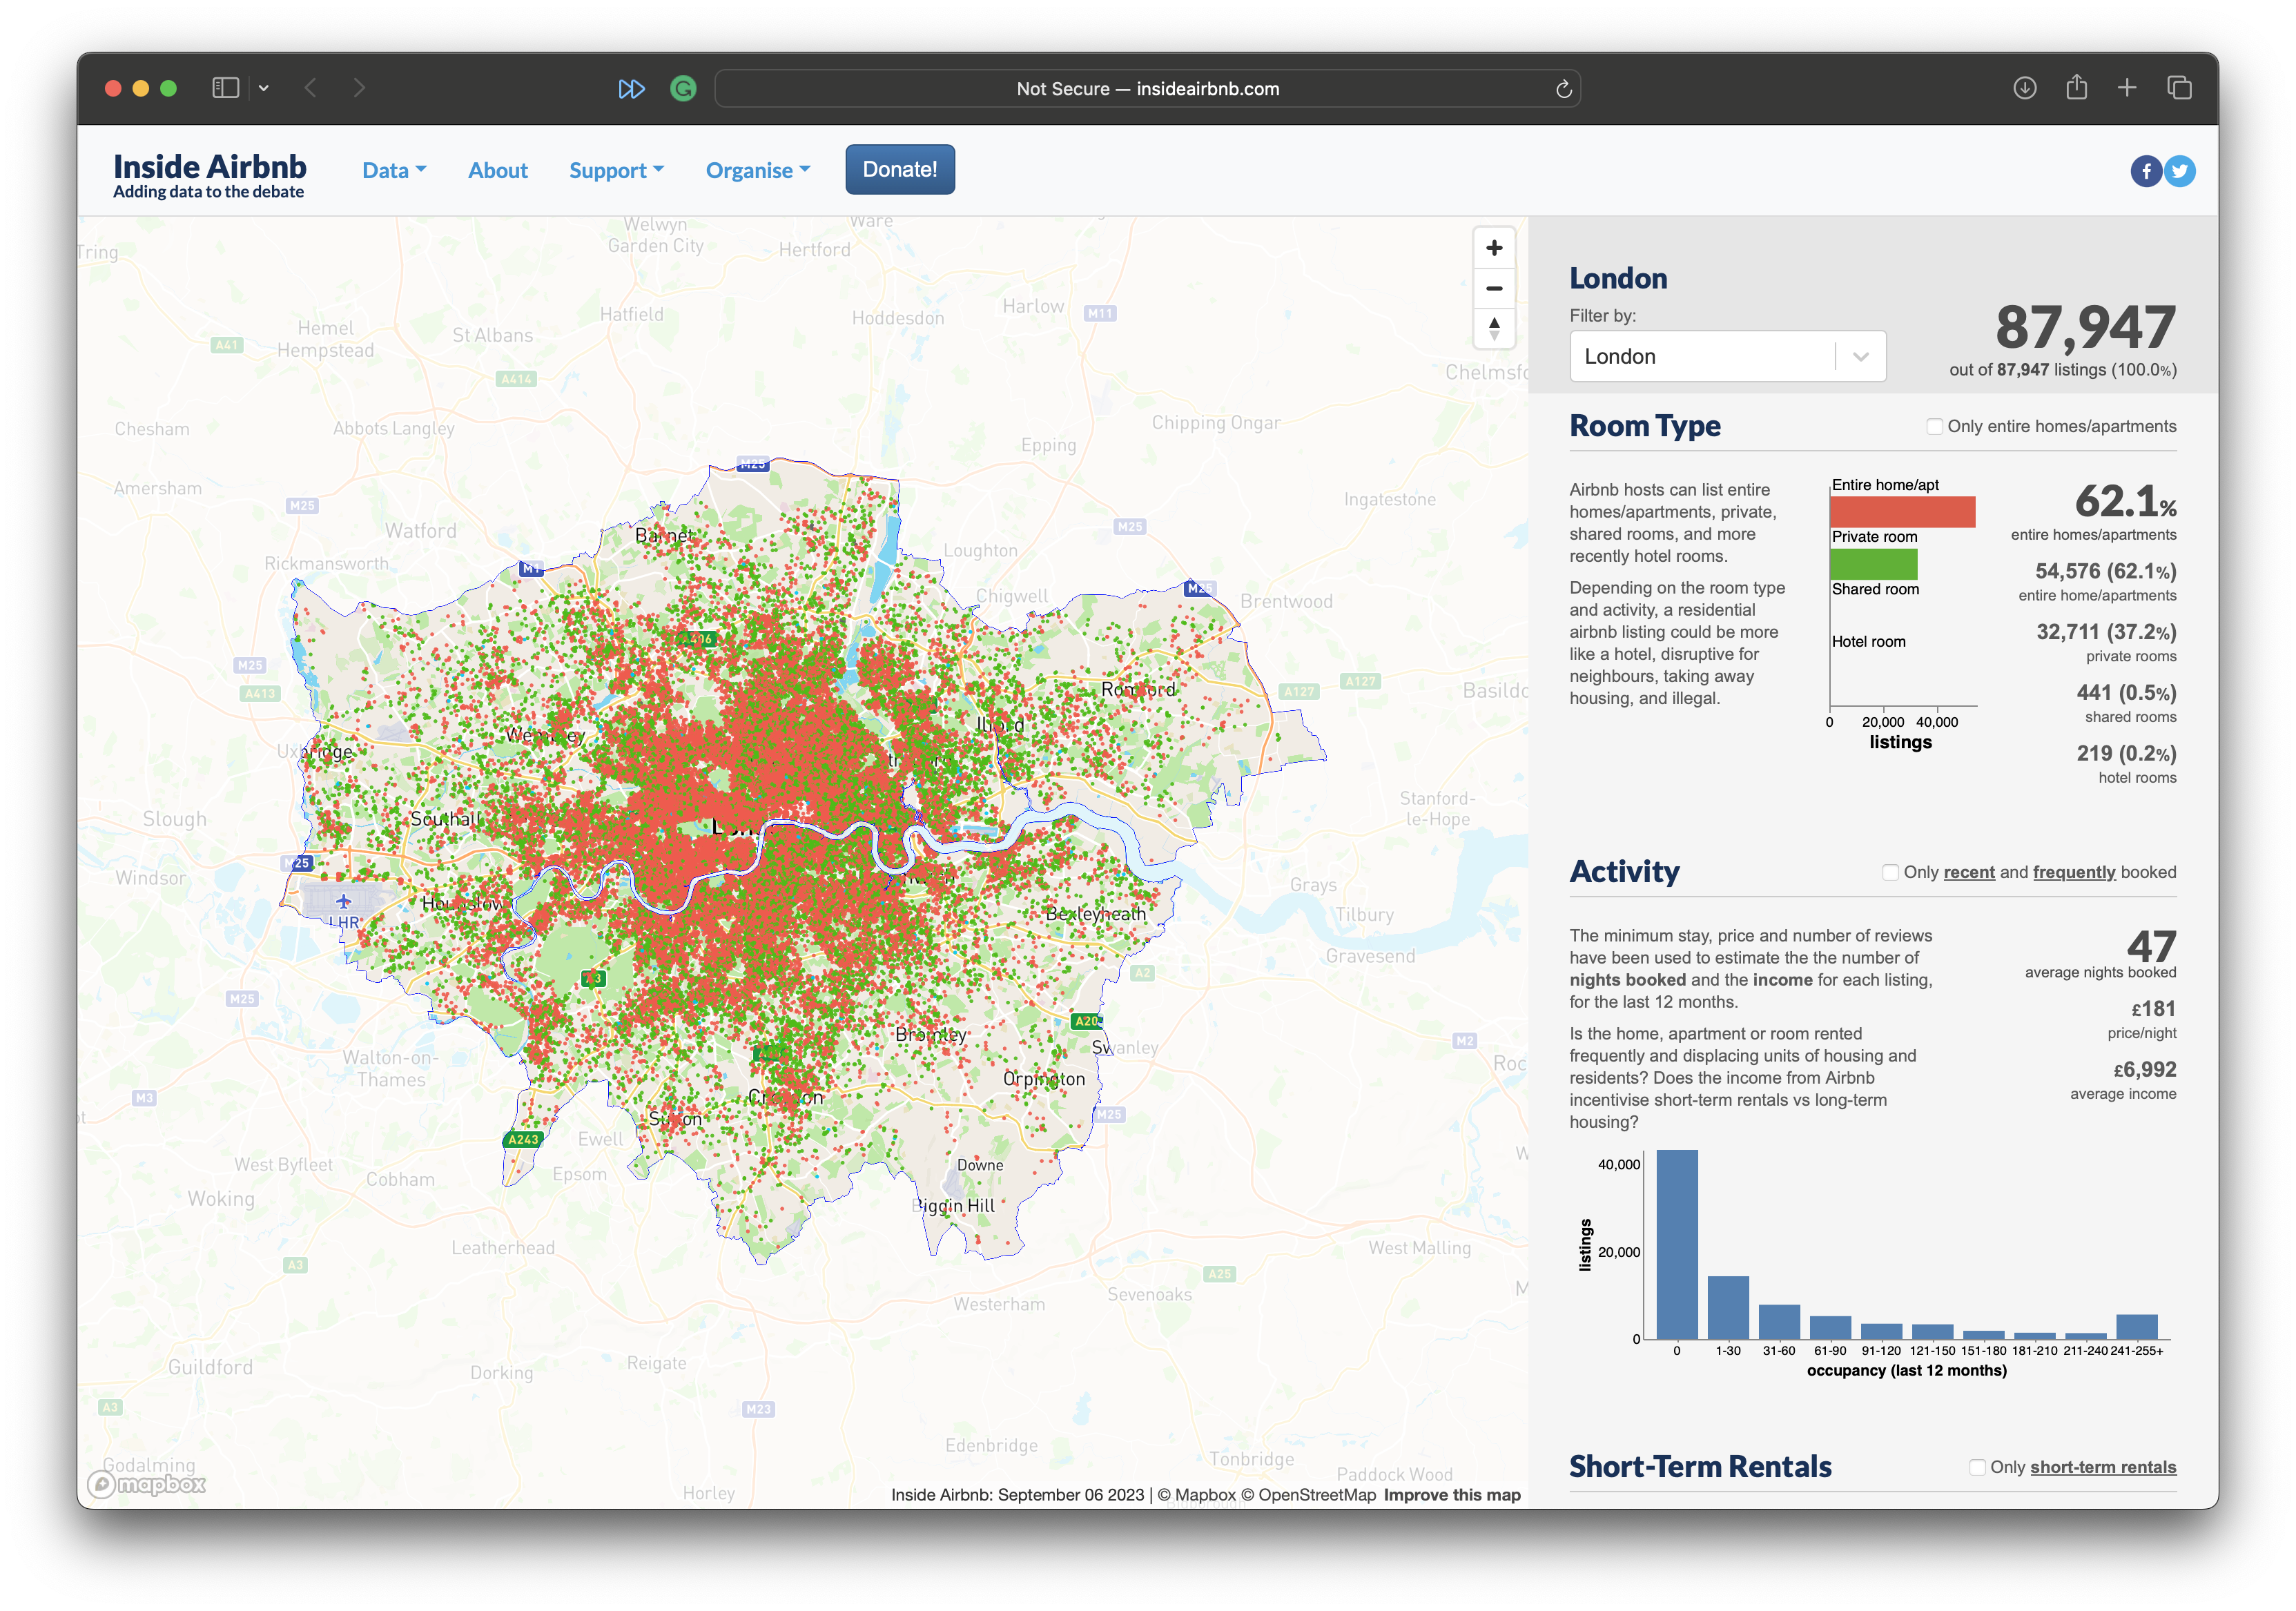 Not Secure — insideairbnb.com
Inside Airbnb
Adding data to the debate
Data
About
Support
Organise
Donate!
London
Filter by:
London
87,947
out of 87,947 listings (100.0%)
Room Type
Only entire homes/apartments
Airbnb hosts can list entire
homes/apartments, private,
shared rooms, and more
recently hotel rooms.
Depending on the room type
and activity, a residential
airbnb listing could be more
like a hotel, disruptive for
neighbours, taking away
housing, and illegal.
Entire home/apt
Private room
Shared room
Hotel room
0 20,000 40,000
listings
62.1%
entire homes/apartments
54,576 (62.1%)
entire home/apartments
32,711 (37.2%)
private rooms
441 (0.5%)
shared rooms
219 (0.2%)
hotel rooms
Activity
Only recent and frequently booked
The minimum stay, price and number of reviews
have been used to estimate the the number of
nights booked and the income for each listing,
for the last 12 months.
Is the home, apartment or room rented
frequently and displacing units of housing and
residents? Does the income from Airbnb
incentivise short-term rentals vs long-term
housing?
47
average nights booked
£181
price/night
£6,992
average income
40,000
20,000
0
listings
0 1-30 31-60 61-90 91-120 121-150 151-180 181-210 211-240 241-255+
occupancy (last 12 months)
Short-Term Rentals
Only short-term rentals
Tring
Welwyn
Garden City
Ware
Hertford
Harlow
M11
Hemel
Hempstead
A41
St Albans
Hatfield
Hoddesdon
A414
Chelmsfo
Chesham
Abbots Langley
Chipping Ongar
Epping
M25
Amersham
M25
Watford
Ingatestone
M25
Barnet
Loughton
Rickmansworth
M1
Chigwell
M25
Brentwood
A406
M25
A413
Romford
A127
A127
Basildo
Ilford
Wembley
Uxbridge
Stanford-
le-Hope
Slough
Southall
M25
Windsor
Grays
Tilbury
Hounslow
LHR
Bexleyheath
Gravesend
A3
A2
M25
A20
Bromley
Swanley
M2
Walton-on-
Thames
Roc
Orpington
M3
Croydon
Sutton
M25
A243
Ewell
Epsom
West Byfleet
Cobham
Downe
Woking
Biggin Hill
Leatherhead
West Malling
A3
A25
Sevenoaks
Westerham
Guildford
Dorking
Reigate
A3
M23
Edenbridge
Tonbridge
Godalming
Paddock Wood
Horley
mapbox
Inside Airbnb: September 06 2023 | © Mapbox © OpenStreetMap Improve this map